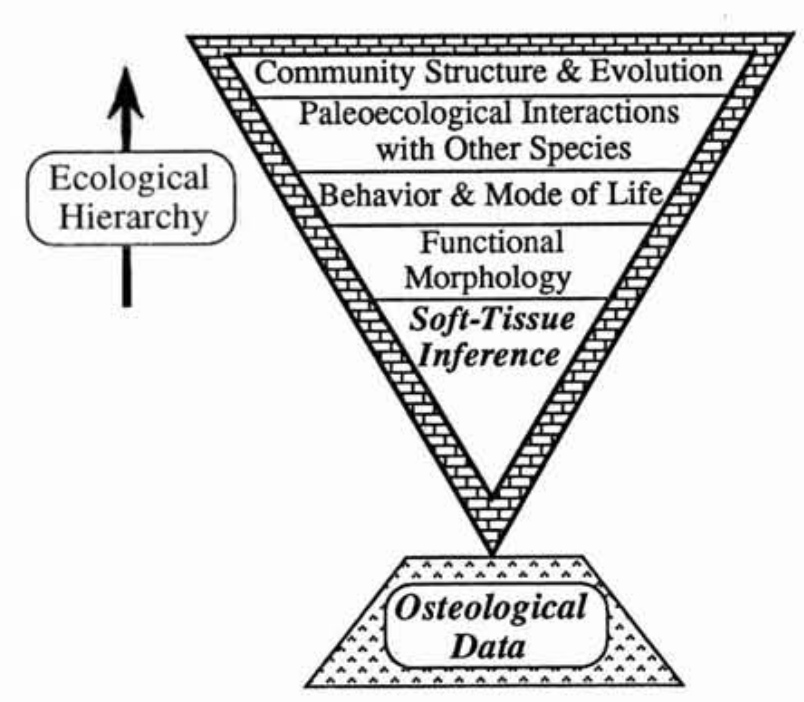 Community Structure & Evolution
Paleoecological Interactions
with Other Species
Behavior & Mode of Life
Functional
Morphology
Soft-Tissue
Inference
Ecological
Hierarchy
Osteological
Data